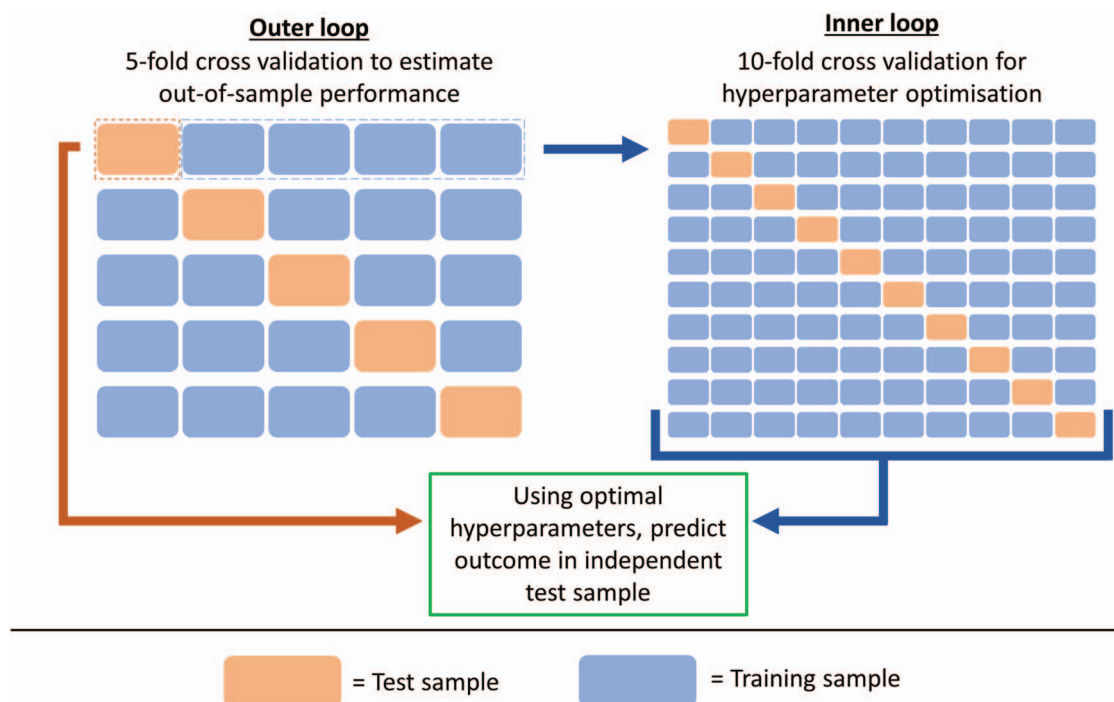 Outer loop
5-fold cross validation to estimate
out-of-sample performance
Inner loop
10-fold cross validation for
hyperparameter optimisation
Using optimal
hyperparameters, predict
outcome in independent
test sample
= Test sample
= Training sample